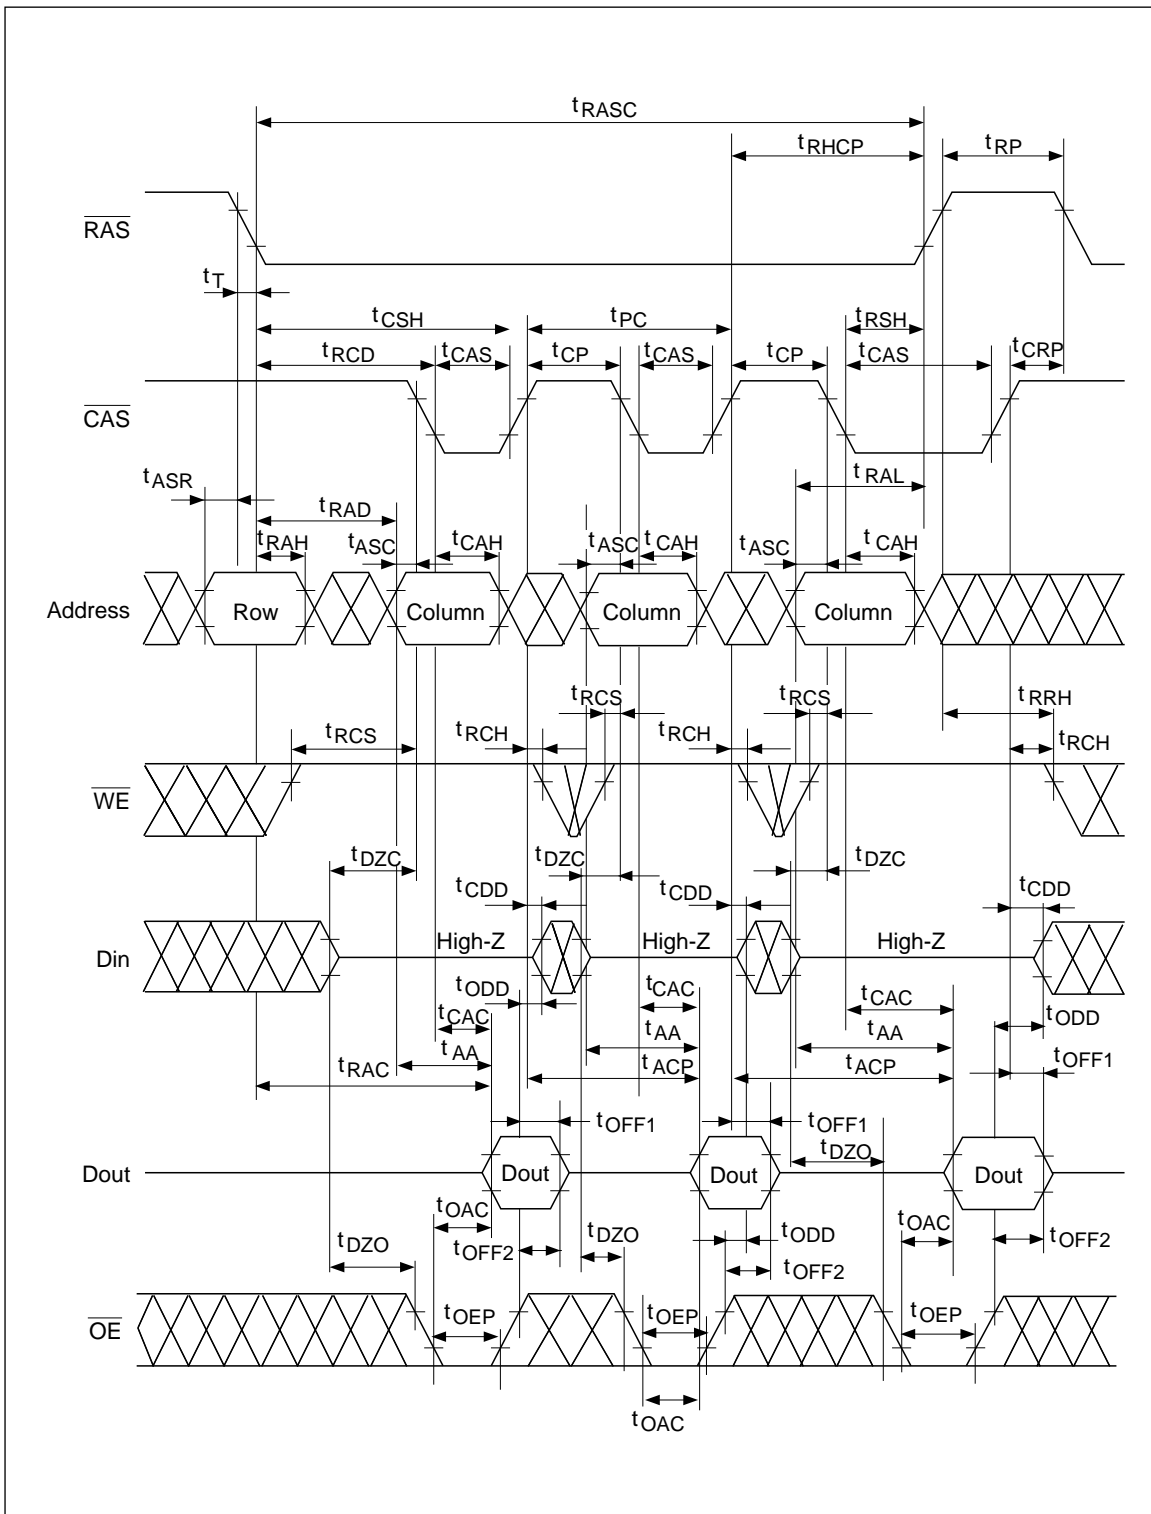 tRASC
tRHCP tRP
RAS
tT
tCSH tPC tRSH
tRCD tCAS tCP tCAS tCP tCAS tCRP
CAS
tASR tRAD tRAL
tRAH tASC tCAH tASC tCAH tASC tCAH
Address Row Column Column Column
tRCS tRCS tRRH
tRCS tRCH tRCH tRCH
WE
tDZC tDZC tDZC
tCDD tCDD tCDD
Din High-Z High-Z High-Z
tODD tCAC tCAC tODD
tCAC tAA tAA
tRAC tAA tACP tACP tOFF1
tOFF1 tOFF1
tDZO
Dout Dout Dout Dout
tOAC tOAC
tDZO tOFF2 tDZO tODD tOFF2
tOFF2
OE tOEP tOEP tOEP
tOAC